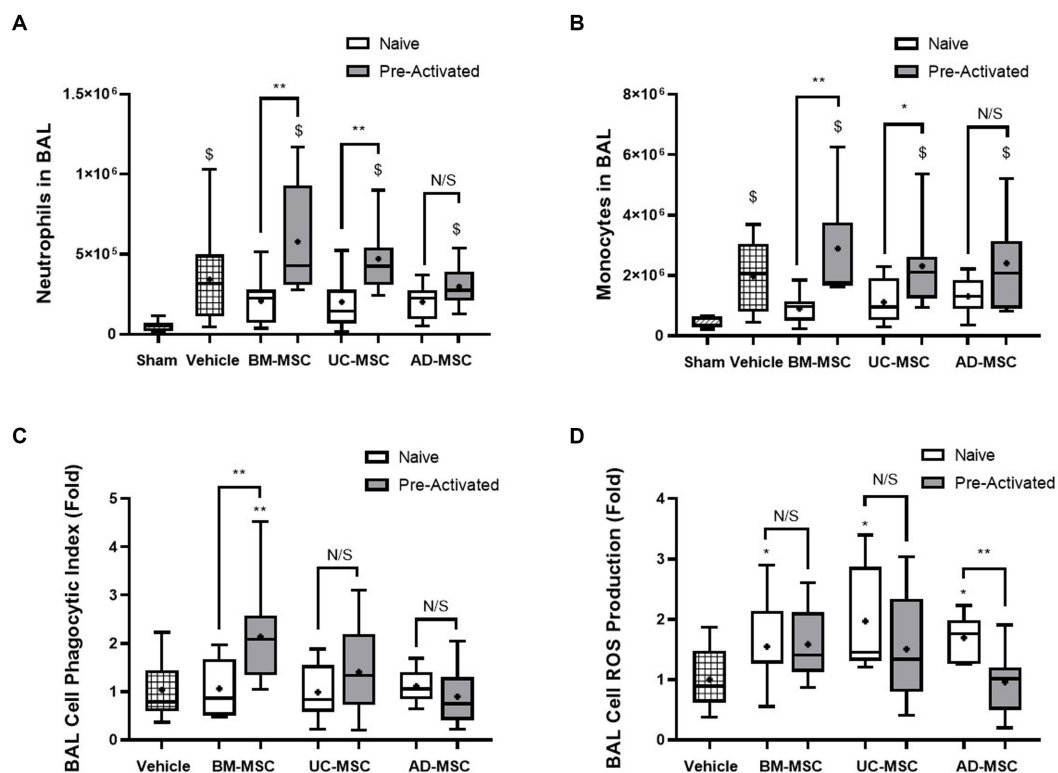 A
Naive
Pre-Activated
Neutrophils in BAL
1.5×10⁶
1×10⁶
5×10⁵
0
$
**
$
**
$
N/S
$
Sham Vehicle BM-MSC UC-MSC AD-MSC
B
Naive
Pre-Activated
Monocytes in BAL
8×10⁶
6×10⁶
4×10⁶
2×10⁶
0
$
**
$
*
$
N/S
$
Sham Vehicle BM-MSC UC-MSC AD-MSC
C
Naive
Pre-Activated
BAL Cell Phagocytic Index (Fold)
5
4
3
2
1
0
**
**
N/S
N/S
Vehicle BM-MSC UC-MSC AD-MSC
D
Naive
Pre-Activated
BAL Cell ROS Production (Fold)
4
3
2
1
0
N/S
*
N/S
*
**
*
Vehicle BM-MSC UC-MSC AD-MSC